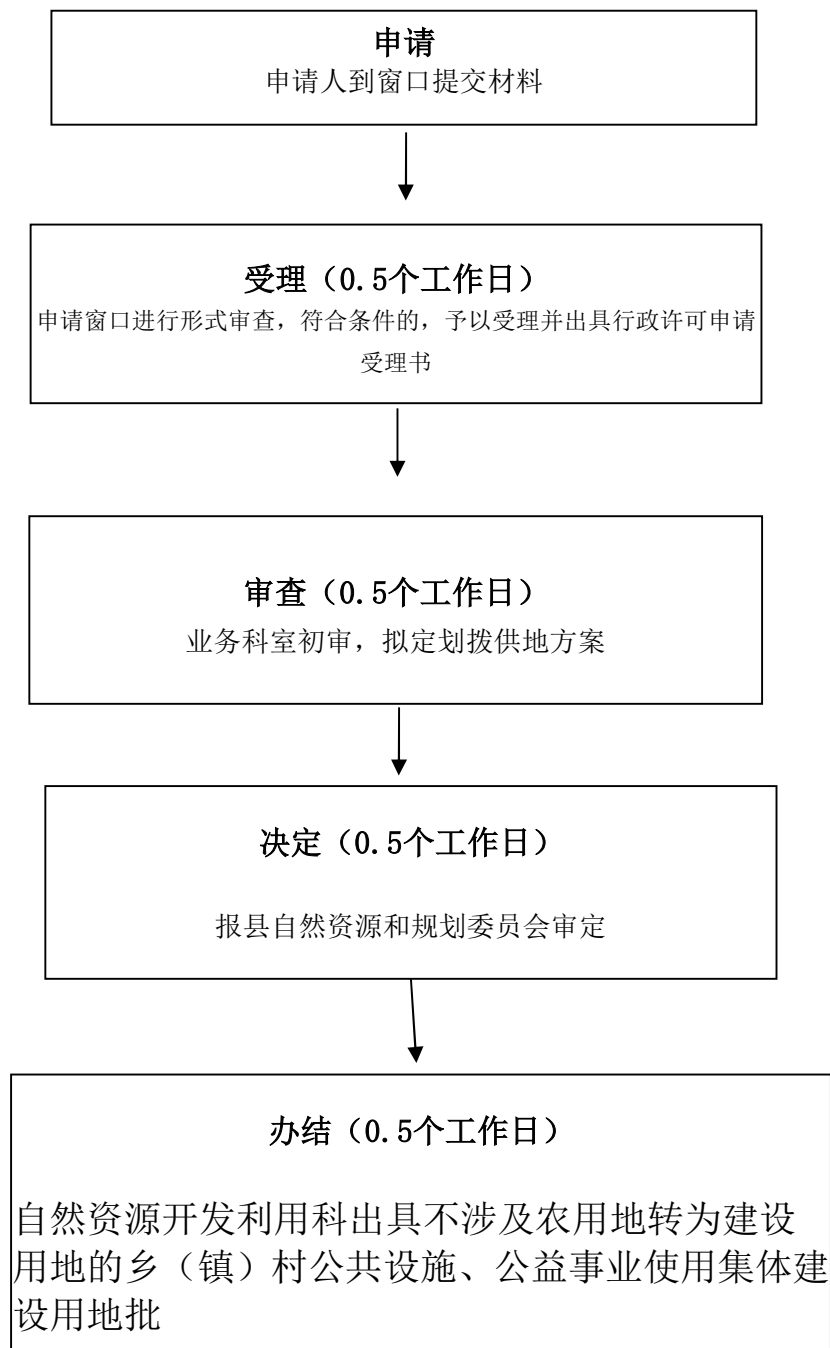 申请
申请人到窗口提交材料
受理（0.5个工作日）
申请窗口进行形式审查，符合条件的，予以受理并出具行政许可申请
受理书
审查（0.5个工作日）
业务科室初审，拟定划拨供地方案
决定（0.5个工作日）
报县自然资源和规划委员会审定
办结（0.5个工作日）
自然资源开发利用科出具不涉及农用地转为建设
用地的乡（镇）村公共设施、公益事业使用集体建
设用地批